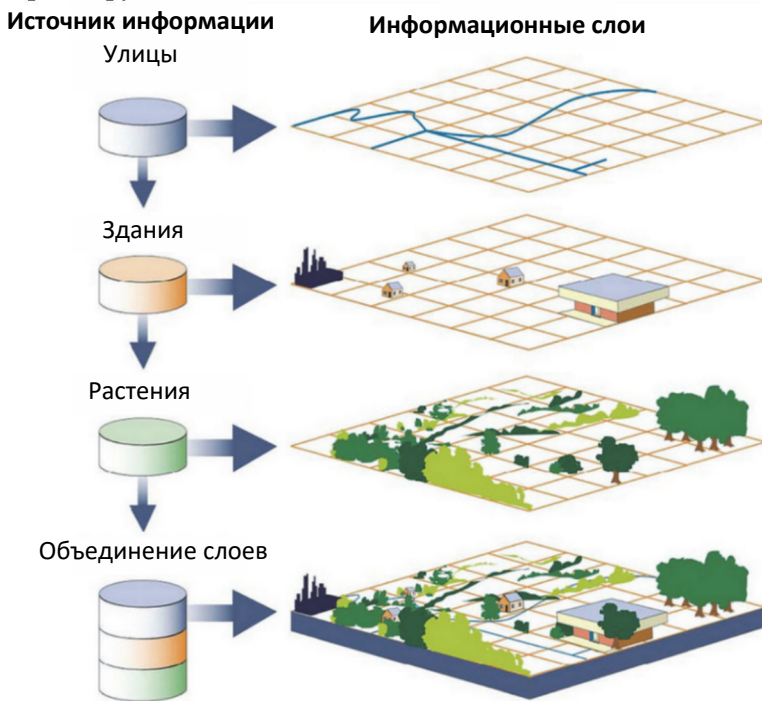 Источник информации
Информационные слои
Улицы
Здания
Растения
Объединение слоев